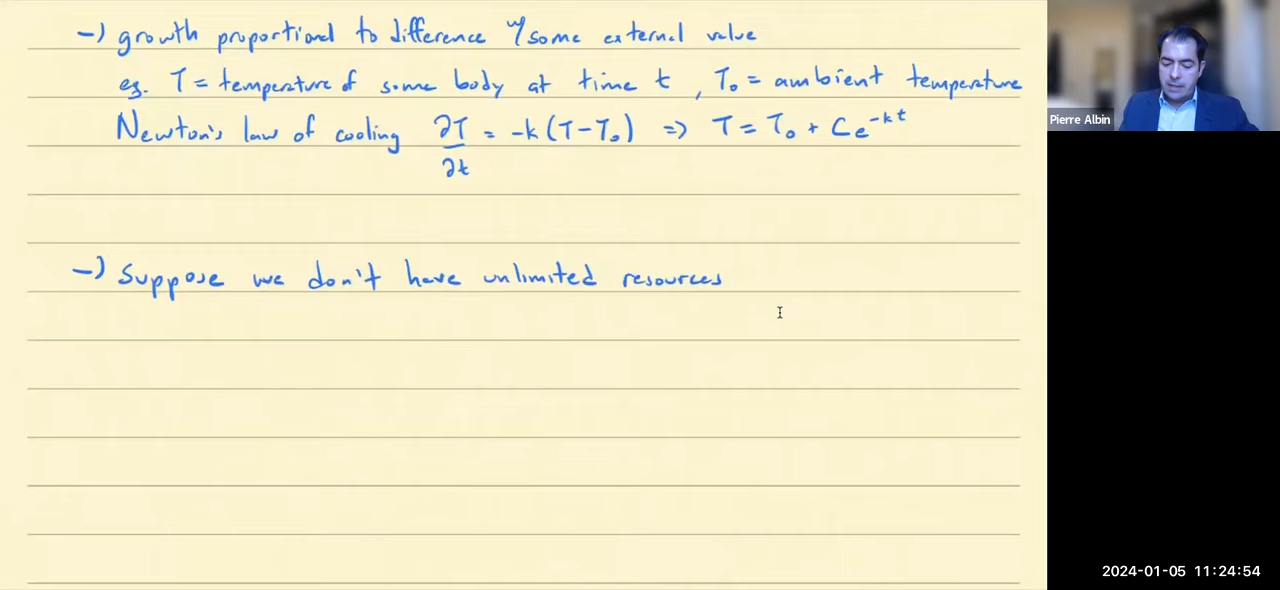 → growth proportional to difference w/ some external value
eg. T = temperature of some body at time t, T₀ = ambient temperature
Newton's law of cooling ∂T/∂t = -k(T-T₀) ⇒ T = T₀ + Ce^{-kt}
→ Suppose we don't have unlimited resources
Pierre Albin
2024-01-05 11:24:54